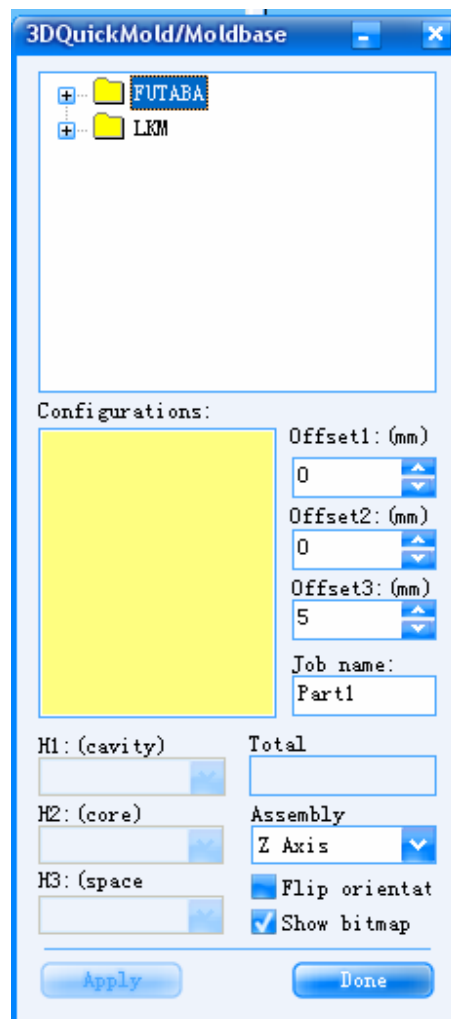 3DQuickMold/Moldbase
FUTABA
LKM
Configurations:
Offset1:(mm)
0
Offset2:(mm)
0
Offset3:(mm)
5
Job name:
Part1
H1:(cavity)
Total
H2:(core)
Assembly
Z Axis
H3:(space
Flip orientat
Show bitmap
Apply
Done